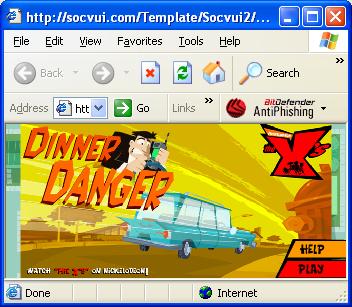 http://socvui.com/Template/Socvui2/...
File Edit View Favorites Tools Help
Back Search
Address htt Go Links » BitDefender AntiPhishing
DINNER
DANGER
X
HELP
WATCH "THE X'S" ON NICKELODEON!
PLAY
Done Internet